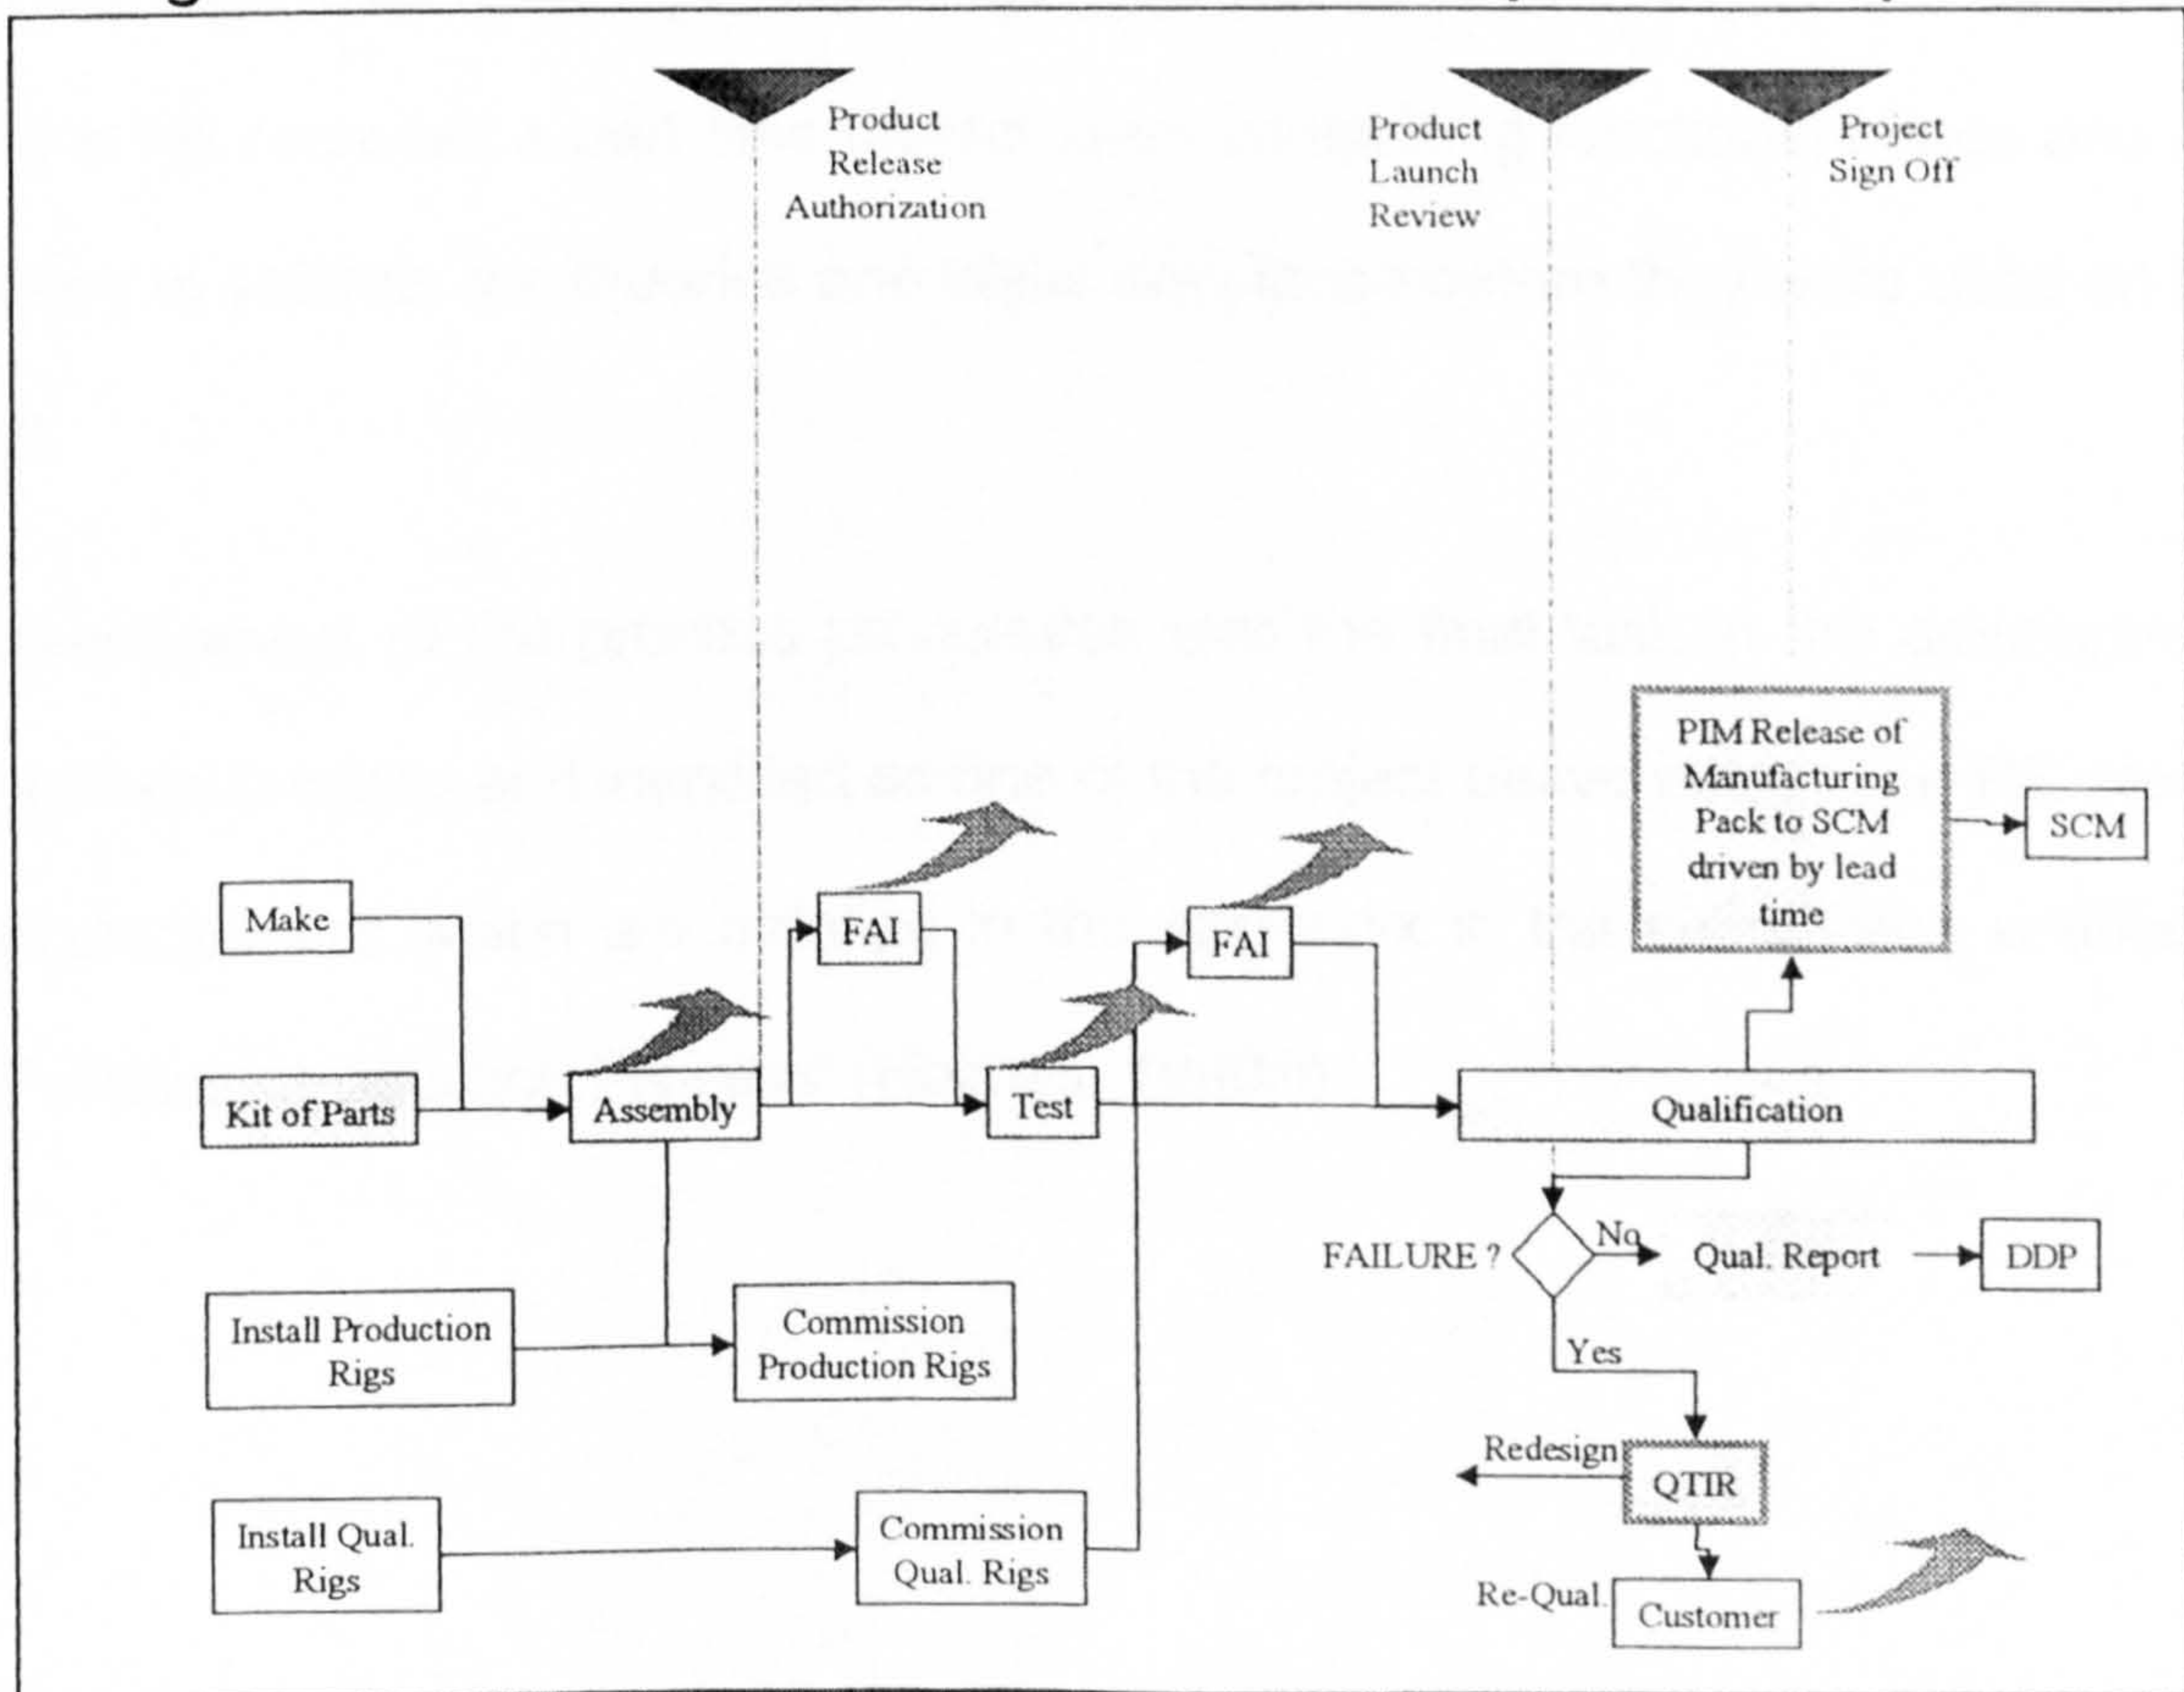 Product
Release
Authorization
Product
Launch
Review
Project
Sign Off
PIM Release of
Manufacturing
Pack to SCM
driven by lead
time
SCM
Make
FAI
FAI
Kit of Parts
Assembly
Test
Qualification
FAILURE ?
No
Qual. Report
DDP
Install Production
Rigs
Commission
Production Rigs
Yes
Redesign
QTIR
Install Qual.
Rigs
Commission
Qual. Rigs
Re-Qual.
Customer